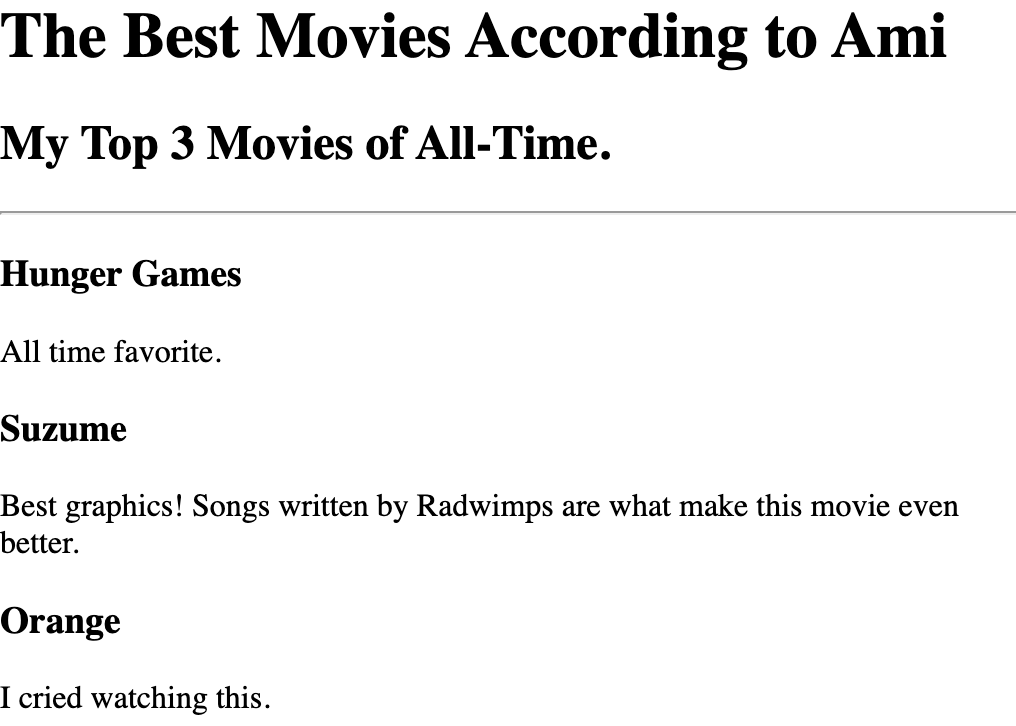 The Best Movies According to Ami
My Top 3 Movies of All-Time.
Hunger Games
All time favorite.
Suzume
Best graphics! Songs written by Radwimps are what make this movie even
better.
Orange
I cried watching this.